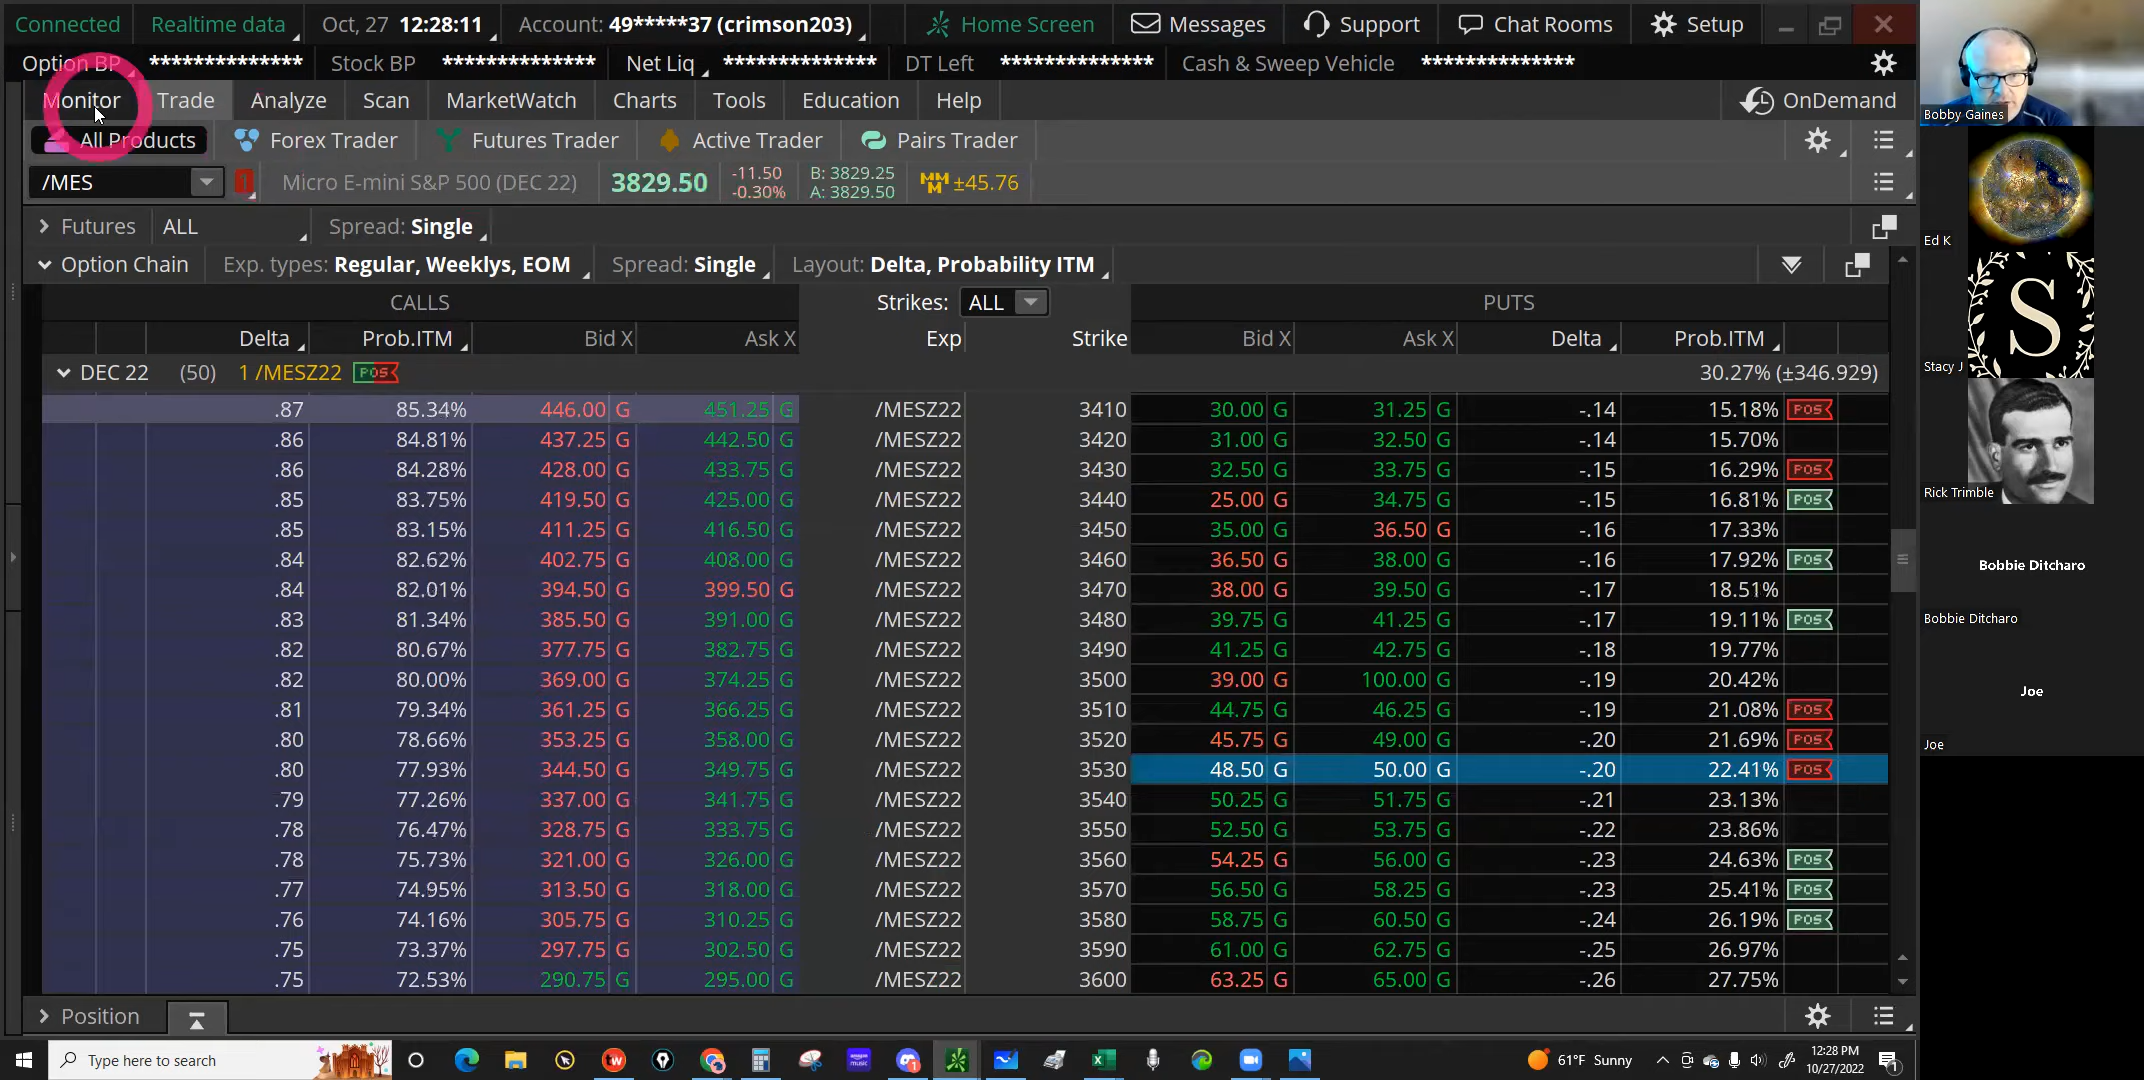 Connected Realtime data Oct, 27 12:28:11 Account: 49*****37 (crimson203) Home Screen Messages Support Chat Rooms Setup
Option BP ************** Stock BP ************** Net Liq ************** DT Left ************** Cash & Sweep Vehicle **************
Monitor Trade Analyze Scan MarketWatch Charts Tools Education Help OnDemand
All Products Forex Trader Futures Trader Active Trader Pairs Trader
/MES Micro E-mini S&P 500 (DEC 22) 3829.50 -11.50 -0.30% B: 3829.25 A: 3829.50 ±45.76
Futures ALL Spread: Single
Option Chain Exp. types: Regular, Weeklys, EOM Spread: Single Layout: Delta, Probability ITM
CALLS Strikes: ALL PUTS
Delta Prob.ITM Bid X Ask X Exp Strike Bid X Ask X Delta Prob.ITM
DEC 22 (50) 1 /MESZ22 POS 30.27% (±346.929)
.87 85.34% 446.00 G 451.25 G /MESZ22 3410 30.00 G 31.25 G -.14 15.18% POS
.86 84.81% 437.25 G 442.50 G /MESZ22 3420 31.00 G 32.50 G -.14 15.70%
.86 84.28% 428.00 G 433.75 G /MESZ22 3430 32.50 G 33.75 G -.15 16.29% POS
.85 83.75% 419.50 G 425.00 G /MESZ22 3440 25.00 G 34.75 G -.15 16.81% POS
.85 83.15% 411.25 G 416.50 G /MESZ22 3450 35.00 G 36.50 G -.16 17.33%
.84 82.62% 402.75 G 408.00 G /MESZ22 3460 36.50 G 38.00 G -.16 17.92% POS
.84 82.01% 394.50 G 399.50 G /MESZ22 3470 38.00 G 39.50 G -.17 18.51%
.83 81.34% 385.50 G 391.00 G /MESZ22 3480 39.75 G 41.25 G -.17 19.11% POS
.82 80.67% 377.75 G 382.75 G /MESZ22 3490 41.25 G 42.75 G -.18 19.77%
.82 80.00% 369.00 G 374.25 G /MESZ22 3500 39.00 G 100.00 G -.19 20.42%
.81 79.34% 361.25 G 366.25 G /MESZ22 3510 44.75 G 46.25 G -.19 21.08% POS
.80 78.66% 353.25 G 358.00 G /MESZ22 3520 45.75 G 49.00 G -.20 21.69% POS
.80 77.93% 344.50 G 349.75 G /MESZ22 3530 48.50 G 50.00 G -.20 22.41% POS
.79 77.26% 337.00 G 341.75 G /MESZ22 3540 50.25 G 51.75 G -.21 23.13%
.78 76.47% 328.75 G 333.75 G /MESZ22 3550 52.50 G 53.75 G -.22 23.86%
.78 75.73% 321.00 G 326.00 G /MESZ22 3560 54.25 G 56.00 G -.23 24.63% POS
.77 74.95% 313.50 G 318.00 G /MESZ22 3570 56.50 G 58.25 G -.23 25.41% POS
.76 74.16% 305.75 G 310.25 G /MESZ22 3580 58.75 G 60.50 G -.24 26.19% POS
.75 73.37% 297.75 G 302.50 G /MESZ22 3590 61.00 G 62.75 G -.25 26.97%
.75 72.53% 290.75 G 295.00 G /MESZ22 3600 63.25 G 65.00 G -.26 27.75%
Position
Type here to search 61°F Sunny 12:28 PM
10/27/2022
Bobby Gaines
Ed K
S
Stacy J
Rick Trimble
Bobbie Ditcharo
Bobbie Ditcharo
Joe
Joe